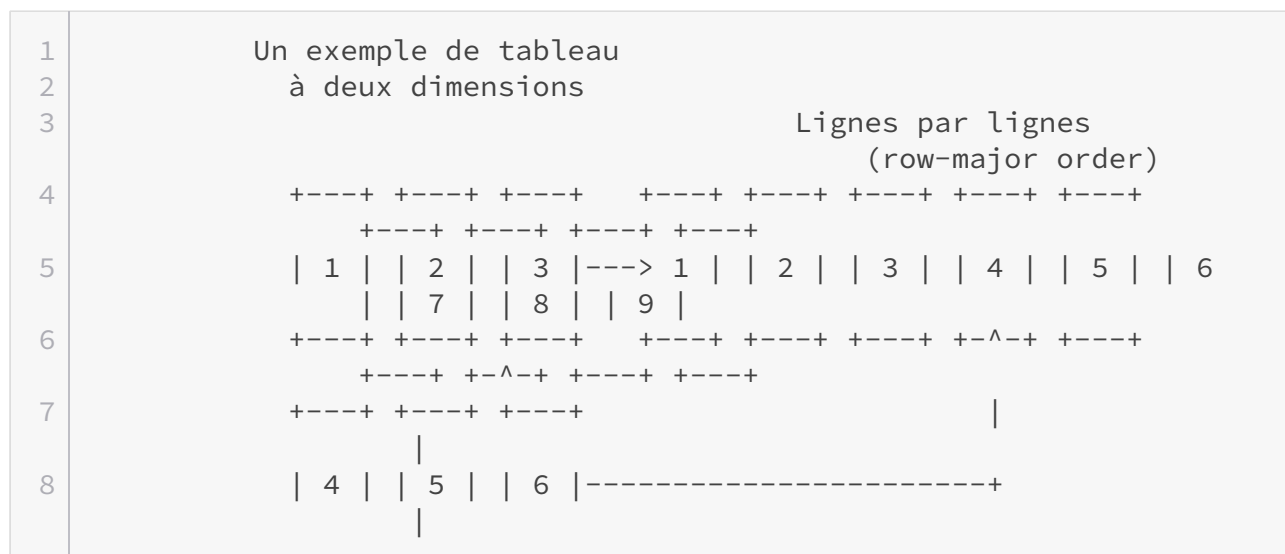 1 Un exemple de tableau
2 à deux dimensions
3 Lignes par lignes
(row-major order)
4 +---+ +---+ +---+   +---+ +---+ +---+ +---+ +---+
+---+ +---+ +---+ +---+
5 | 1 | | 2 | | 3 |---> 1 | | 2 | | 3 | | 4 | | 5 | | 6
| | 7 | | 8 | | 9 |
6 +---+ +---+ +---+   +---+ +---+ +---+ +-^-+ +---+
+---+ +-^-+ +---+ +---+
7 +---+ +---+ +---+                       |
|
8 | 4 | | 5 | | 6 |-----------------------+
|